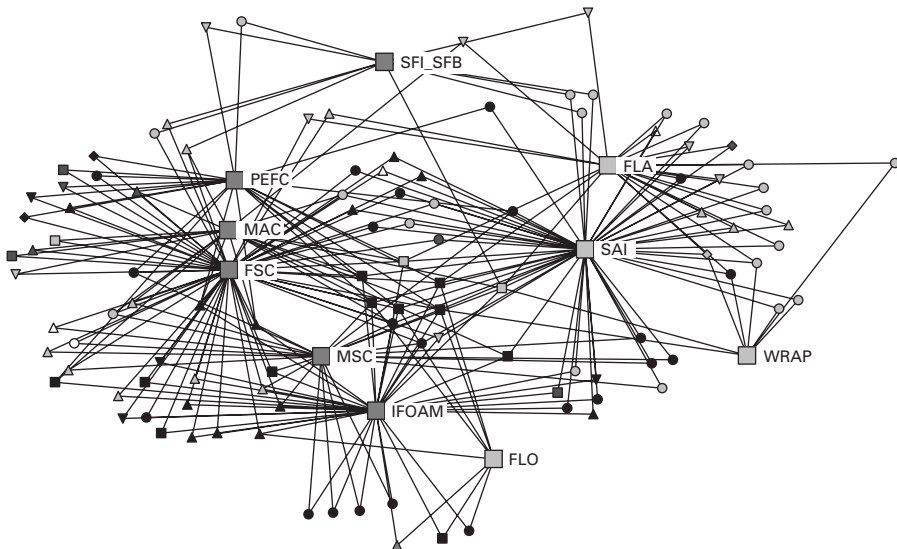 SFI_SFB
FLA
PEFC
MAC
SAI
FSC
MSC
WRAP
IFOAM
FLO